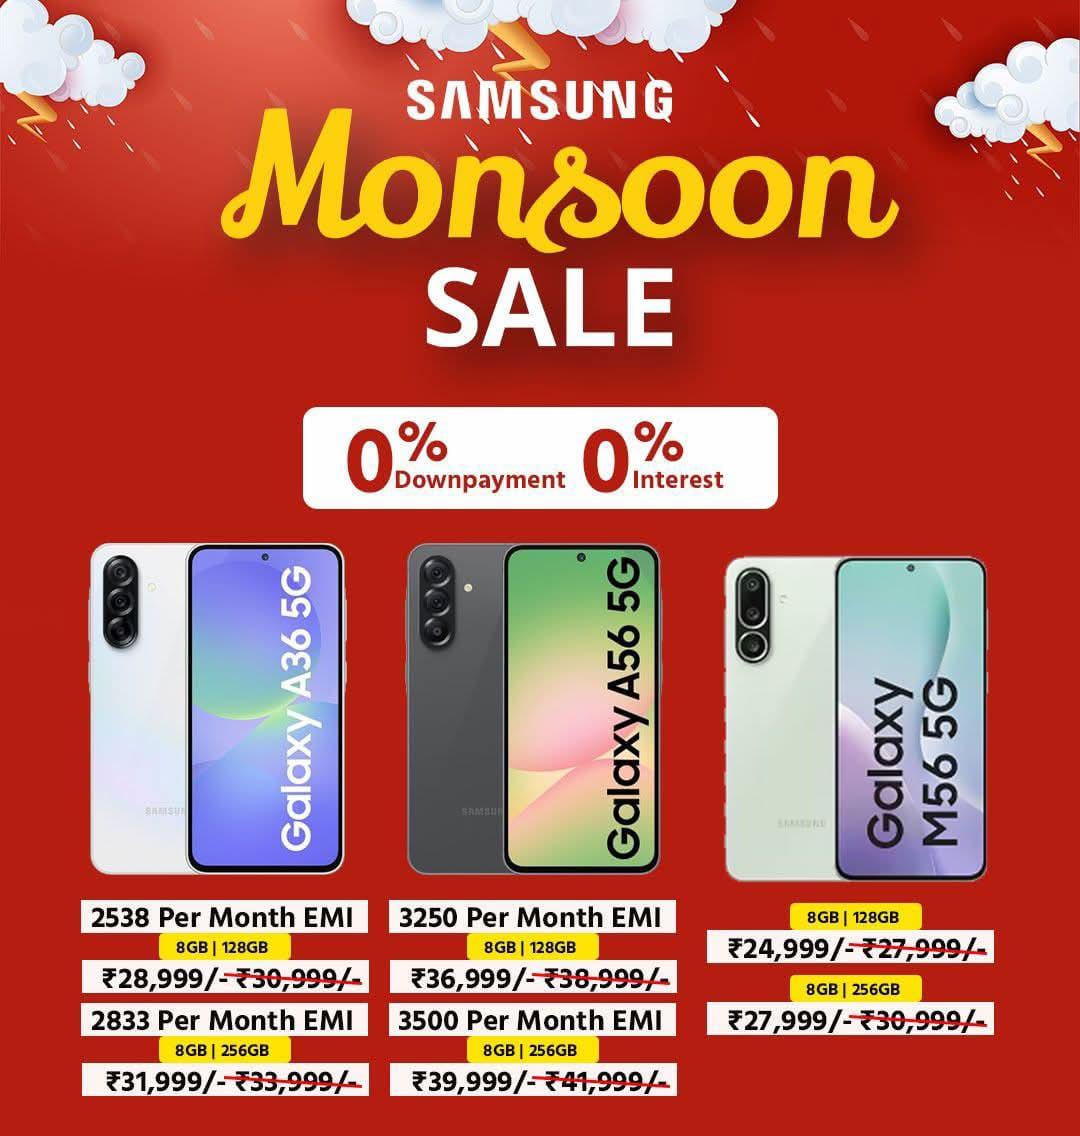 SAMSUNG
Monsoon
SALE
0% Downpayment 0% Interest
Galaxy A36 5G
SAMSUN
2538 Per Month EMI
8GB | 128GB
₹28,999/- ₹30,999/-
2833 Per Month EMI
8GB | 256GB
₹31,999/- ₹33,999/-
Galaxy A56 5G
SAMSUN
3250 Per Month EMI
8GB | 128GB
₹36,999/- ₹38,999/-
3500 Per Month EMI
8GB | 256GB
₹39,999/- ₹41,999/-
Galaxy
M56 5G
SAMSUNG
8GB | 128GB
₹24,999/- ₹27,999/-
8GB | 256GB
₹27,999/- ₹30,999/-